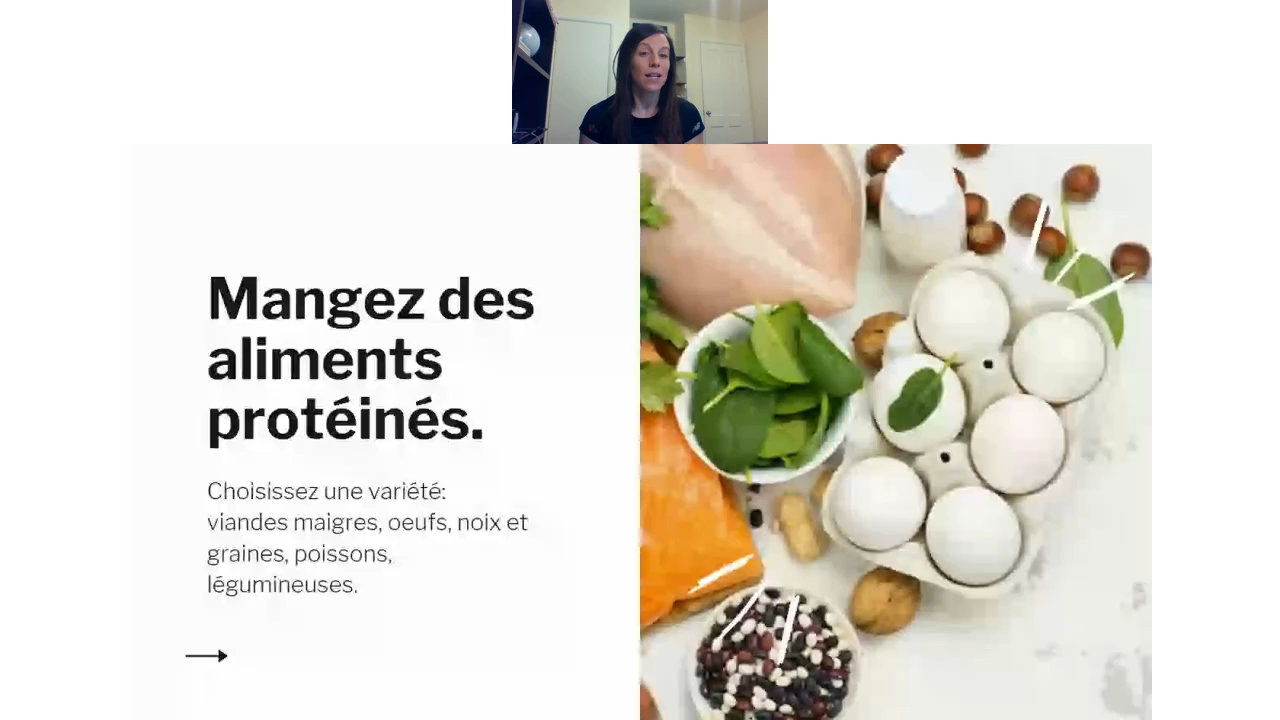 Mangez des
aliments
protéinés.
Choisissez une variété:
viandes maigres, oeufs, noix et
graines, poissons,
légumineuses.